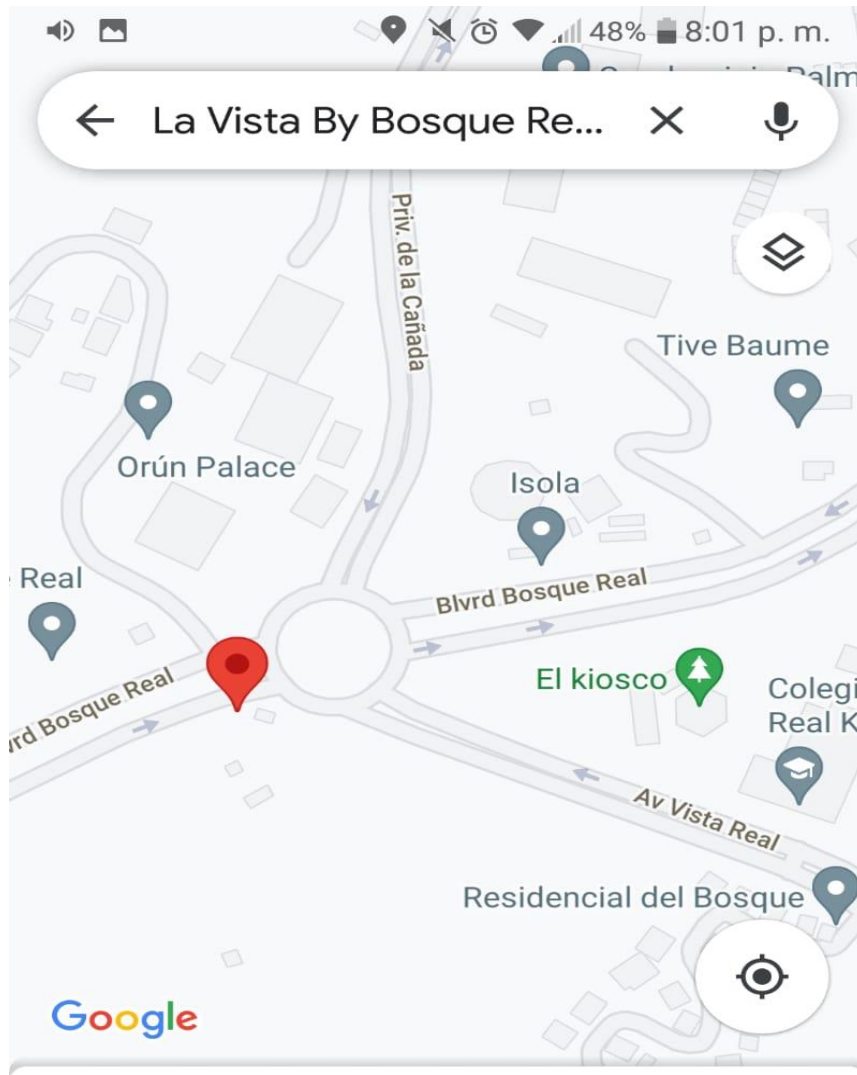 48% 8:01 p. m.
La Vista By Bosque Re...
Priv. de la Cañada
Tive Baume
Orún Palace
Isola
Real
Blvrd Bosque Real
El kiosco
Bosque Real
Colegi
Real K
Av Vista Real
Residencial del Bosque
Google